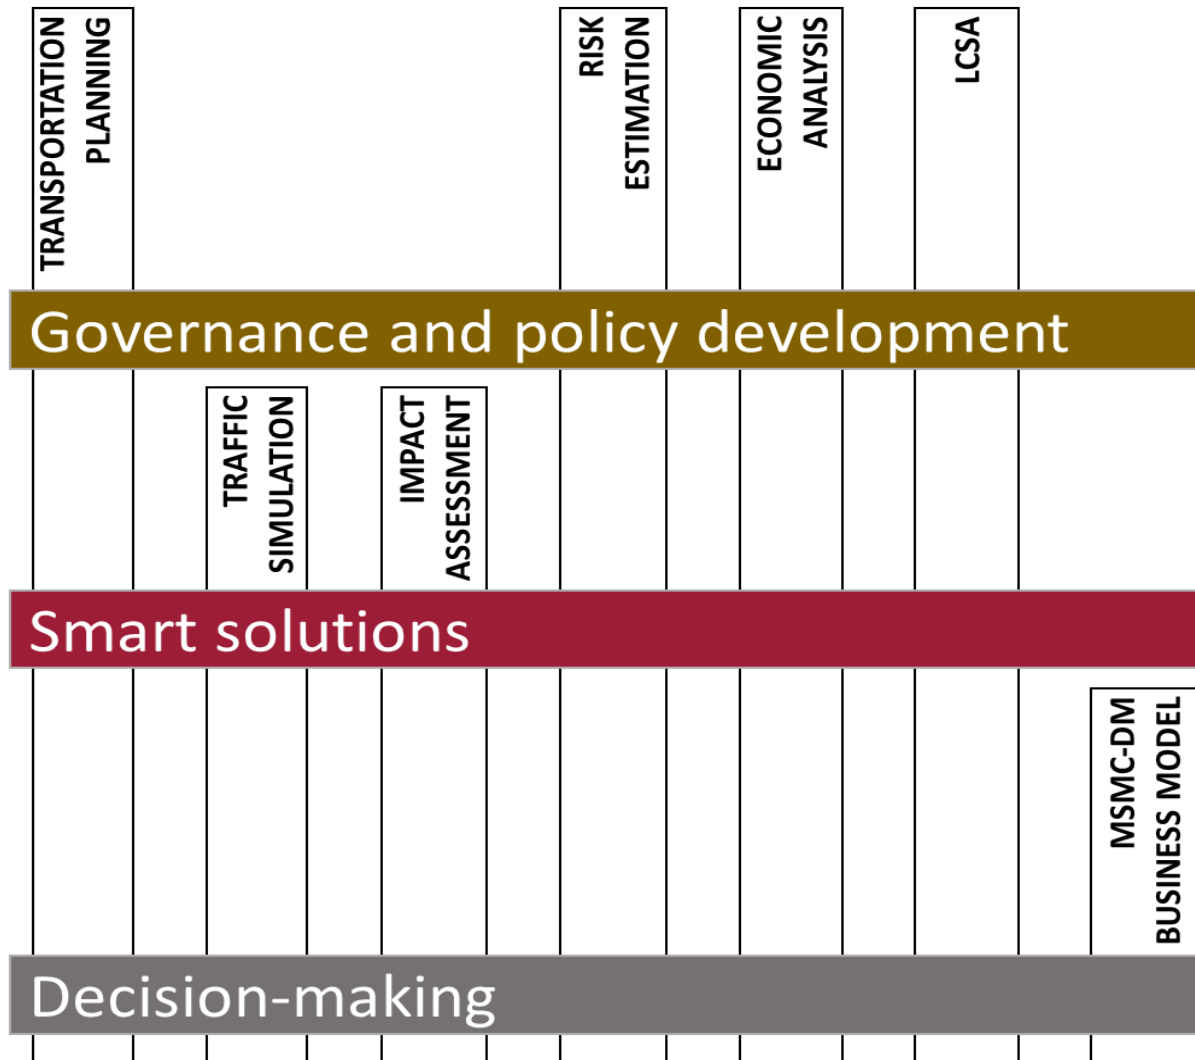 TRANSPORTATION
PLANNING
RISK
ESTIMATION
ECONOMIC
ANALYSIS
LCSA
Governance and policy development
TRAFFIC
SIMULATION
IMPACT
ASSESSMENT
Smart solutions
MSMC-DM
BUSINESS MODEL
Decision-making